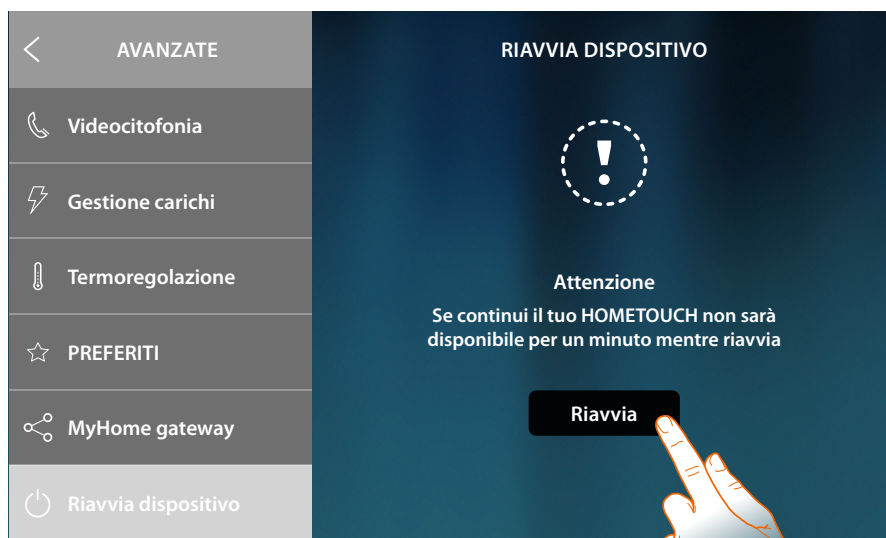 AVANZATE
Videocitofonia
Gestione carichi
Termoregolazione
PREFERITI
MyHome gateway
Riavvia dispositivo
RIAVVIA DISPOSITIVO
Attenzione
Se continui il tuo HOMETOUCH non sarà
disponibile per un minuto mentre riavvia
Riavvia